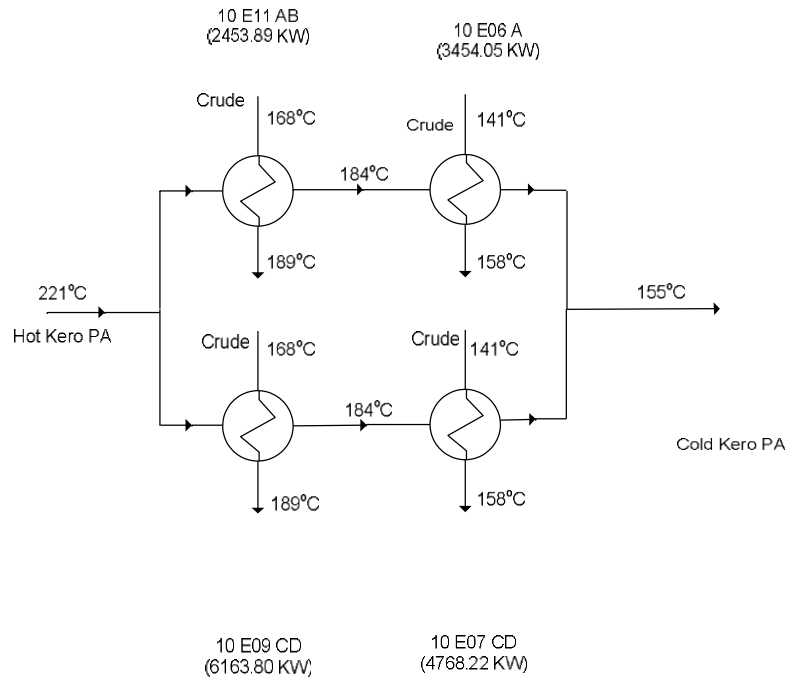 10 E11 AB
(2453.89 KW)
10 E06 A
(3454.05 KW)
Crude
168°C
Crude
141°C
184°C
189°C
158°C
221°C
155°C
Hot Kero PA
Crude
168°C
Crude
141°C
184°C
Cold Kero PA
189°C
158°C
10 E09 CD
(6163.80 KW)
10 E07 CD
(4768.22 KW)